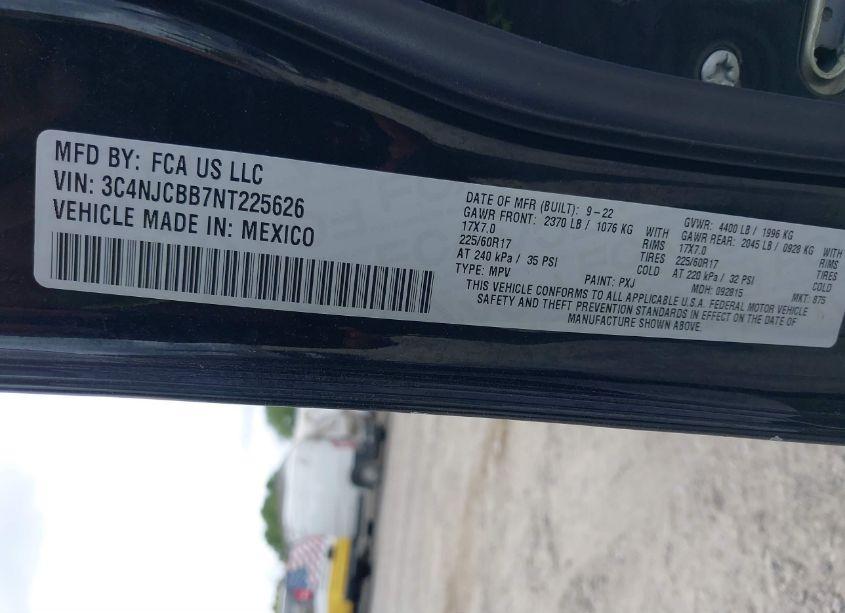 MFD BY: FCA US LLC
VIN: 3C4NJCBB7NT225626
VEHICLE MADE IN: MEXICO
DATE OF MFR (BUILT): 9-22 GVWR: 4400 LB / 1996 KG
GAWR FRONT: 2370 LB / 1076 KG WITH GAWR REAR: 2045 LB / 0928 KG WITH
17X7.0 RIMS 17X7.0 RIMS
225/60R17 TIRES 225/60R17 TIRES
AT 240 kPa / 35 PSI COLD AT 220 kPa / 32 PSI COLD
TYPE: MPV PAINT: PXJ MDH: 092815 MKT: 875
THIS VEHICLE CONFORMS TO ALL APPLICABLE U.S.A. FEDERAL MOTOR VEHICLE
SAFETY AND THEFT PREVENTION STANDARDS IN EFFECT ON THE DATE OF
MANUFACTURE SHOWN ABOVE.